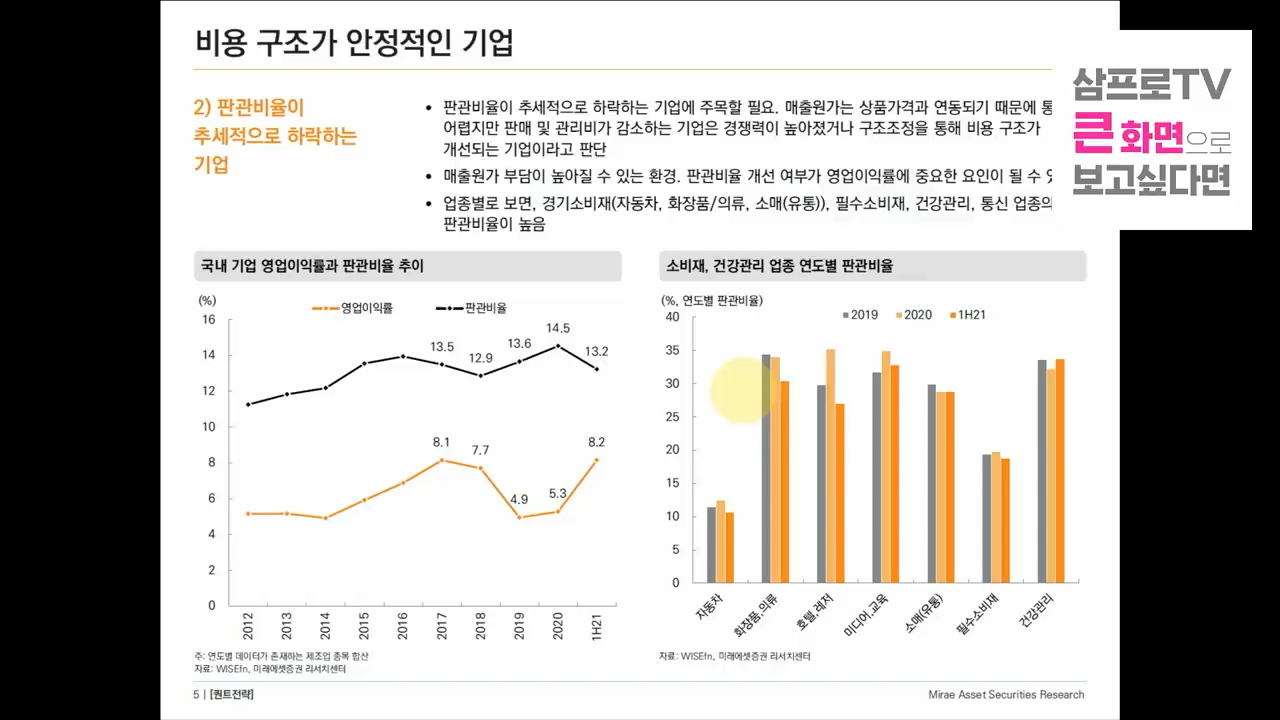 비용 구조가 안정적인 기업
삼프로TV
큰 화면으로
보고싶다면
2) 판관비율이
추세적으로 하락하는
기업
• 판관비율이 추세적으로 하락하는 기업에 주목할 필요. 매출원가는 상품가격과 연동되기 때문에
어렵지만 판매 및 관리비가 감소하는 기업은 경쟁력이 높아졌거나 구조조정을 통해 비용 구조가
개선되는 기업이라고 판단
• 매출원가 부담이 높아질 수 있는 환경. 판관비율 개선 여부가 영업이익률에 중요한 요인이 될 수
• 업종별로 보면, 경기소비재(자동차, 화장품/의류, 소매(유통)), 필수소비재, 건강관리, 통신 업종의
판관비율이 높음
국내 기업 영업이익률과 판관비율 추이
(%)
영업이익률 판관비율
16
14
12
10
8
6
4
2
0
13.5 12.9 13.6 14.5 13.2
8.1 7.7 4.9 5.3 8.2
2012 2013 2014 2015 2016 2017 2018 2019 2020 1H21
주: 연도별 데이터가 존재하는 제조업 종목 합산
자료: WISEfn, 미래에셋증권 리서치센터
소비재, 건강관리 업종 연도별 판관비율
(%, 연도별 판관비율)
2019 2020 1H21
40
35
30
25
20
15
10
5
0
자동차 화장품,의류 호텔,레저 미디어,교육 소매(유통) 필수소비재 건강관리
자료: WISEfn, 미래에셋증권 리서치센터
5 | [퀀트전략]
Mirae Asset Securities Research